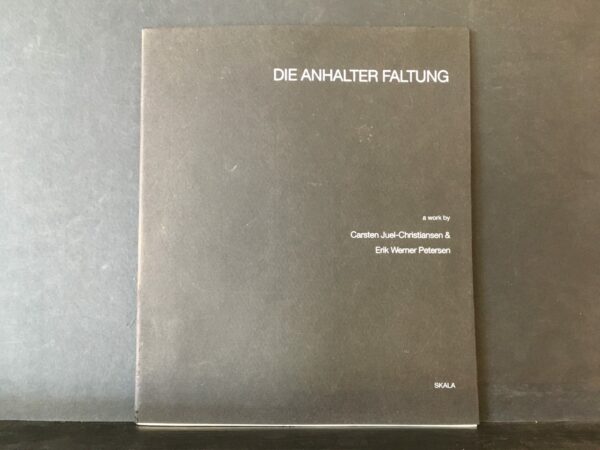 DIE ANHALTER FALTUNG
a work by
Carsten Juel-Christiansen &
Erik Werner Petersen
SKALA